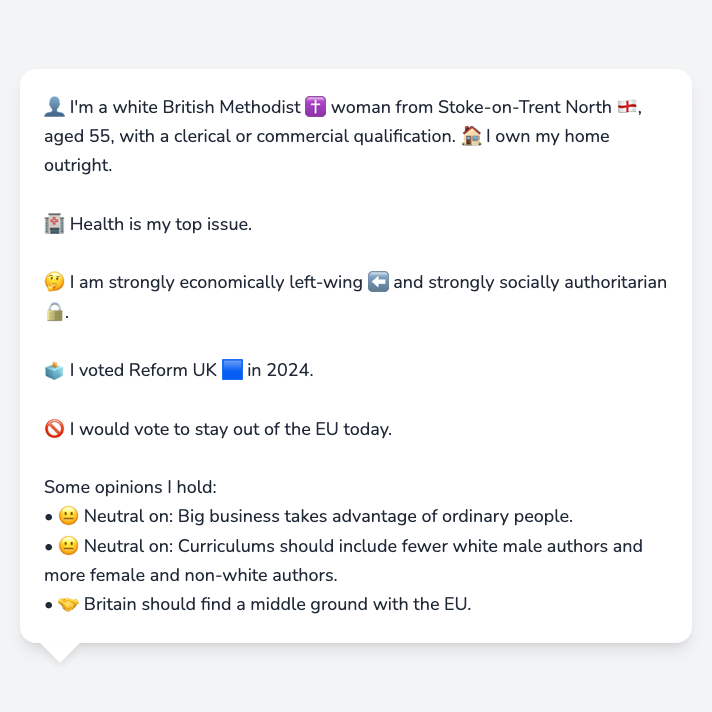 👤 I'm a white British Methodist ✝️ woman from Stoke-on-Trent North 🏴󠁧󠁢󠁥󠁮󠁧󠁿,
aged 55, with a clerical or commercial qualification. 🏠 I own my home
outright.
🏥 Health is my top issue.
🤔 I am strongly economically left-wing ⬅️ and strongly socially authoritarian
🔒.
🗳️ I voted Reform UK 🟦 in 2024.
🚫 I would vote to stay out of the EU today.
Some opinions I hold:
• 😐 Neutral on: Big business takes advantage of ordinary people.
• 😐 Neutral on: Curriculums should include fewer white male authors and
more female and non-white authors.
• 🤝 Britain should find a middle ground with the EU.